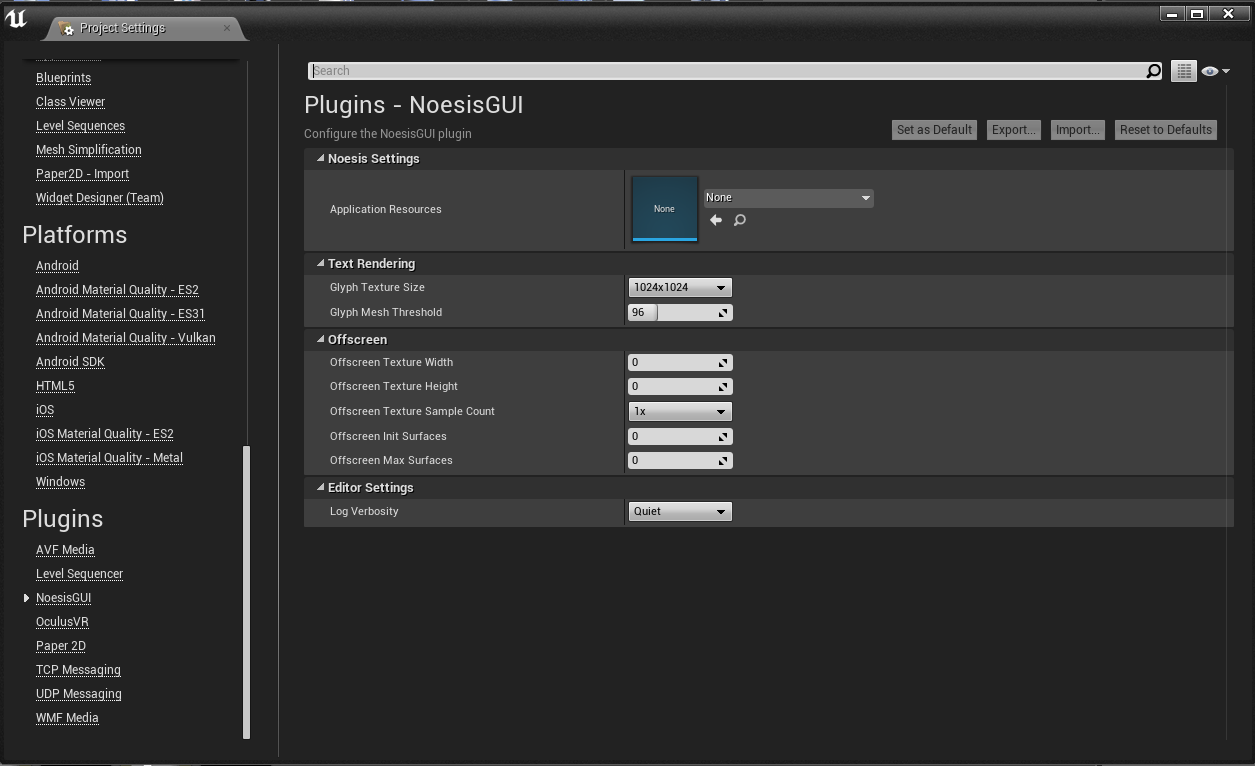 Project Settings
Blueprints
Class Viewer
Level Sequences
Mesh Simplification
Paper2D - Import
Widget Designer (Team)
Platforms
Android
Android Material Quality - ES2
Android Material Quality - ES31
Android Material Quality - Vulkan
Android SDK
HTML5
iOS
iOS Material Quality - ES2
iOS Material Quality - Metal
Windows
Plugins
AVF Media
Level Sequencer
NoesisGUI
OculusVR
Paper 2D
TCP Messaging
UDP Messaging
WMF Media
Search
Plugins - NoesisGUI
Configure the NoesisGUI plugin
Set as Default Export... Import... Reset to Defaults
Noesis Settings
Application Resources None None
Text Rendering
Glyph Texture Size 1024x1024
Glyph Mesh Threshold 96
Offscreen
Offscreen Texture Width 0
Offscreen Texture Height 0
Offscreen Texture Sample Count 1x
Offscreen Init Surfaces 0
Offscreen Max Surfaces 0
Editor Settings
Log Verbosity Quiet